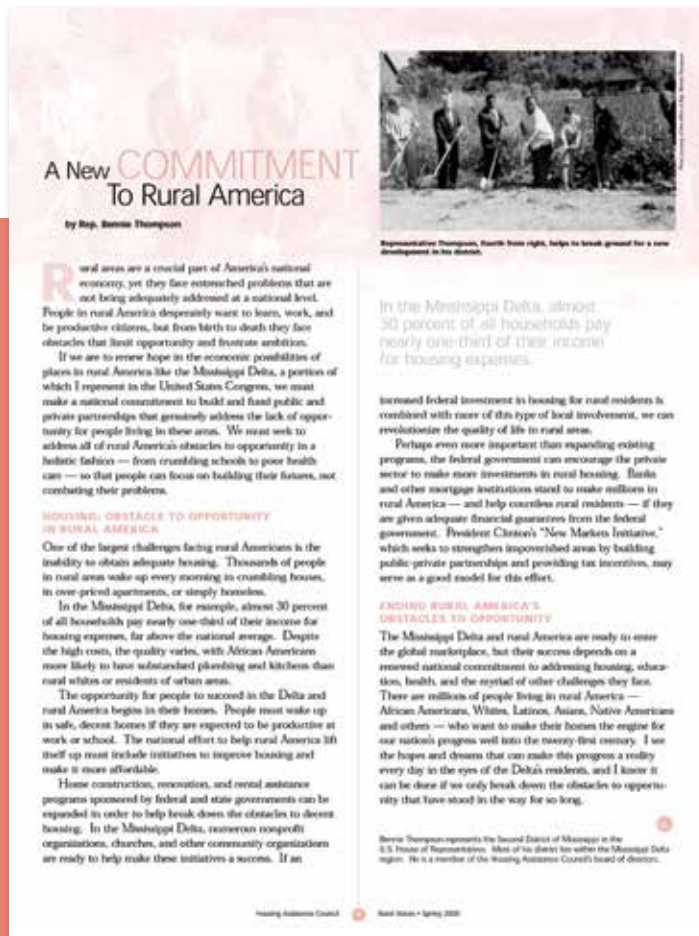 A New COMMITMENT
To Rural America
by Rep. Bennie Thompson
Rural areas are a crucial part of America's national
economy, yet they face entrenched problems that are
not being adequately addressed at a national level.
People in rural America desperately want to learn, work, and
be productive citizens, but from birth to death they face
obstacles that limit opportunity and frustrate ambition.
If we are to renew hope in the economic possibilities of
places in rural America like the Mississippi Delta, a portion of
which I represent in the United States Congress, we must
make a national commitment to build and fund public and
private partnerships that genuinely address the lack of oppor-
tunity for people living in these areas. We must seek to
address all of rural America's obstacles to opportunity in a
holistic fashion — from crumbling schools to poor health
care — so that people can focus on building their futures, not
combating their problems.
HOUSING: OBSTACLE TO OPPORTUNITY
IN RURAL AMERICA
One of the largest challenges facing rural Americans is the
inability to obtain adequate housing. Thousands of people
in rural areas wake up every morning in crumbling houses,
in over-priced apartments, or simply homeless.
In the Mississippi Delta, for example, almost 30 percent
of all households pay nearly one-third of their income for
housing expenses, far above the national average. Despite
the high costs, the quality varies, with African Americans
more likely to have substandard plumbing and kitchens than
rural whites or residents of urban areas.
The opportunity for people to succeed in the Delta and
rural America begins in their homes. People must wake up
in safe, decent homes if they are expected to be productive at
work or school. The national effort to help rural America lift
itself up must include initiatives to improve housing and
make it more affordable.
Home construction, renovation, and rental assistance
programs sponsored by federal and state governments can be
expanded in order to help break down the obstacles to decent
housing. In the Mississippi Delta, numerous nonprofit
organizations, churches, and other community organizations
are ready to help make these initiatives a success. If an
Representative Thompson, fourth from right, helps to break ground for a new
development in his district.
In the Mississippi Delta, almost
30 percent of all households pay
nearly one-third of their income
for housing expenses.
increased federal investment in housing for rural residents is
combined with more of this type of local involvement, we can
revolutionize the quality of life in rural areas.
Perhaps even more important than expanding existing
programs, the federal government can encourage the private
sector to make more investments in rural housing. Banks
and other mortgage institutions stand to make millions in
rural America — and help countless rural residents — if they
are given adequate financial guarantees from the federal
government. President Clinton's "New Markets Initiative,"
which seeks to strengthen impoverished areas by building
public-private partnerships and providing tax incentives, may
serve as a good model for this effort.
ENDING RURAL AMERICA'S
OBSTACLES TO OPPORTUNITY
The Mississippi Delta and rural America are ready to enter
the global marketplace, but their success depends on a
renewed national commitment to addressing housing, educa-
tion, health, and the myriad of other challenges they face.
There are millions of people living in rural America —
African Americans, Whites, Latinos, Asians, Native Americans
and others — who want to make their homes the engine for
our nation's progress well into the twenty-first century. I see
the hopes and dreams that can make this progress a reality
every day in the eyes of the Delta's residents, and I know it
can be done if we only break down the obstacles to opportu-
nity that have stood in the way for so long.
Bennie Thompson represents the Second District of Mississippi in the
U.S. House of Representatives. Most of his district lies within the Mississippi Delta
region. He is a member of the Housing Assistance Council's board of directors.
Housing Assistance Council
Rural Voices • Spring 2000